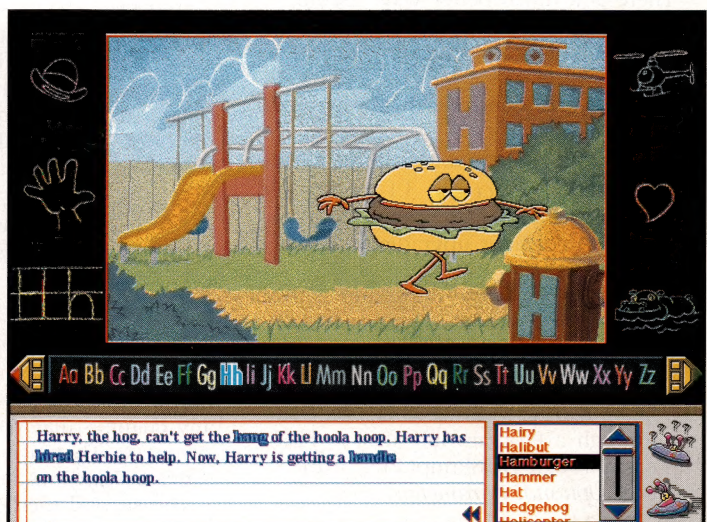 H
H
Hh
Aa Bb Cc Dd Ee Ff Gg Hh Ii Jj Kk Ll Mm Nn Oo Pp Qq Rr Ss Tt Uu Vv Ww Xx Yy Zz
Harry, the hog, can't get the hang of the hoola hoop. Harry has
hired Herbie to help. Now, Harry is getting a handle
on the hoola hoop.
Hairy
Halibut
Hamburger
Hammer
Hat
Hedgehog
Helicopter
? ? ? ? ?